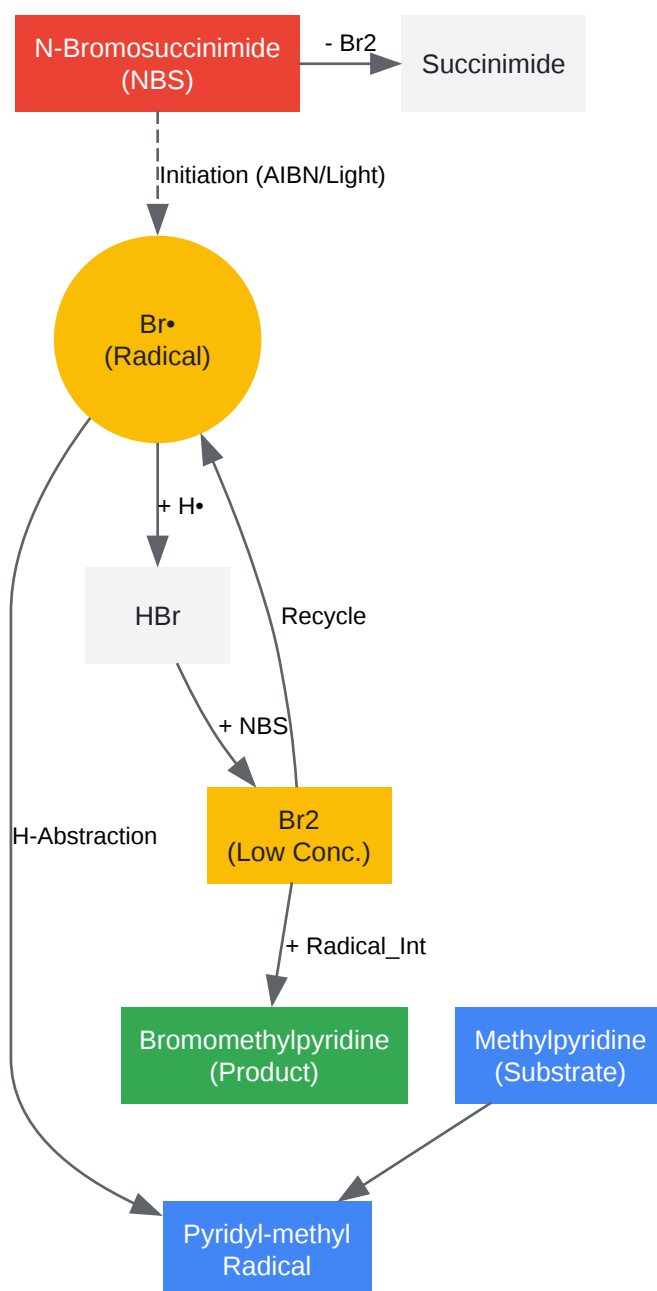 N-Bromosuccinimide
(NBS)
- Br2
Succinimide
Initiation (AIBN/Light)
Br•
(Radical)
+ H•
HBr
Recycle
+ NBS
Br2
(Low Conc.)
H-Abstraction
+ Radical_Int
Bromomethylpyridine
(Product)
Methylpyridine
(Substrate)
Pyridyl-methyl
Radical